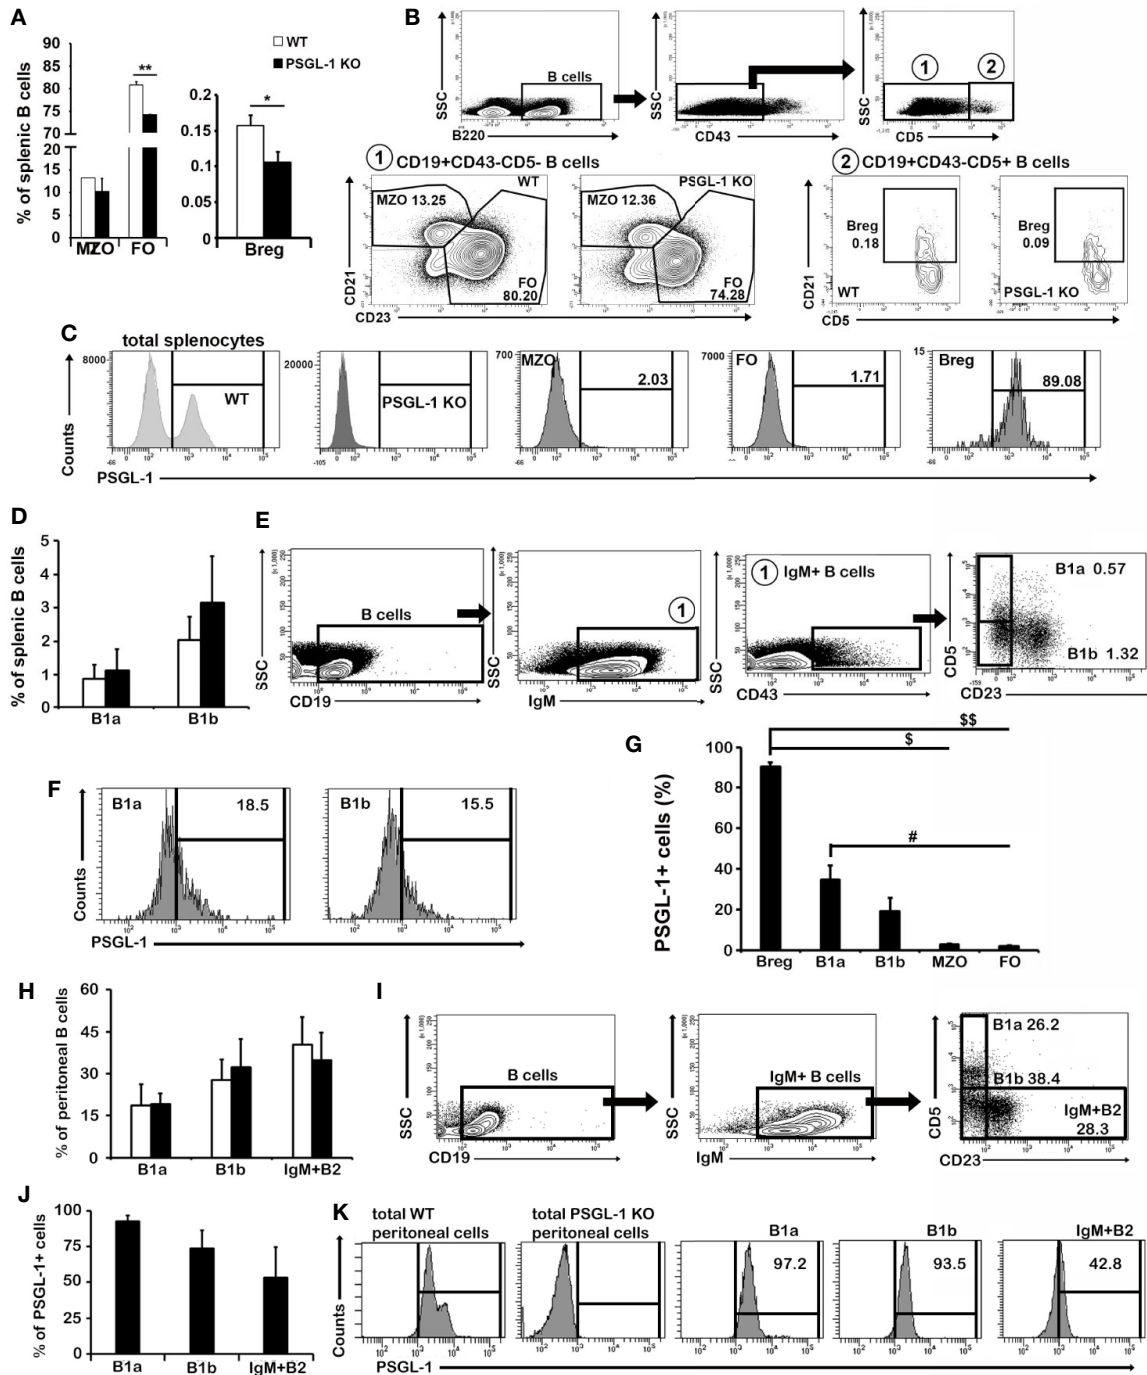 A
WT
PSGL-1 KO
% of splenic B cells
90
85
80
75
70
20
15
10
5
0
**
MZO
FO
0.2
0.15
0.1
0.05
0
*
Breg
B
SSC
B cells
B220
SSC
CD43
SSC
1
2
CD5
1 CD19+CD43-CD5- B cells
WT
MZO 13.25
FO
80.20
CD21
CD23
PSGL-1 KO
MZO 12.36
FO
74.28
2 CD19+CD43-CD5+ B cells
Breg
0.18
WT
CD21
CD5
Breg
0.09
PSGL-1 KO
C
total splenocytes
8000
WT
Counts
20000
PSGL-1 KO
700
MZO
2.03
7000
FO
1.71
15
Breg
89.08
PSGL-1
D
% of splenic B cells
5
4
3
2
1
0
B1a
B1b
E
SSC
B cells
CD19
SSC
1
IgM
SSC
1 IgM+ B cells
CD43
CD5
B1a 0.57
B1b 1.32
CD23
F
Counts
B1a
18.5
B1b
15.5
PSGL-1
G
PSGL-1+ cells (%)
100
80
60
40
20
0
$$
$
#
Breg
B1a
B1b
MZO
FO
H
% of peritoneal B cells
60
45
30
15
0
B1a
B1b
IgM+B2
I
SSC
B cells
CD19
SSC
IgM+ B cells
IgM
CD5
B1a 26.2
B1b 38.4
IgM+B2
28.3
CD23
J
% of PSGL-1+ cells
100
75
50
25
0
B1a
B1b
IgM+B2
K
total WT
peritoneal cells
total PSGL-1 KO
peritoneal cells
B1a
97.2
B1b
93.5
IgM+B2
42.8
Counts
PSGL-1